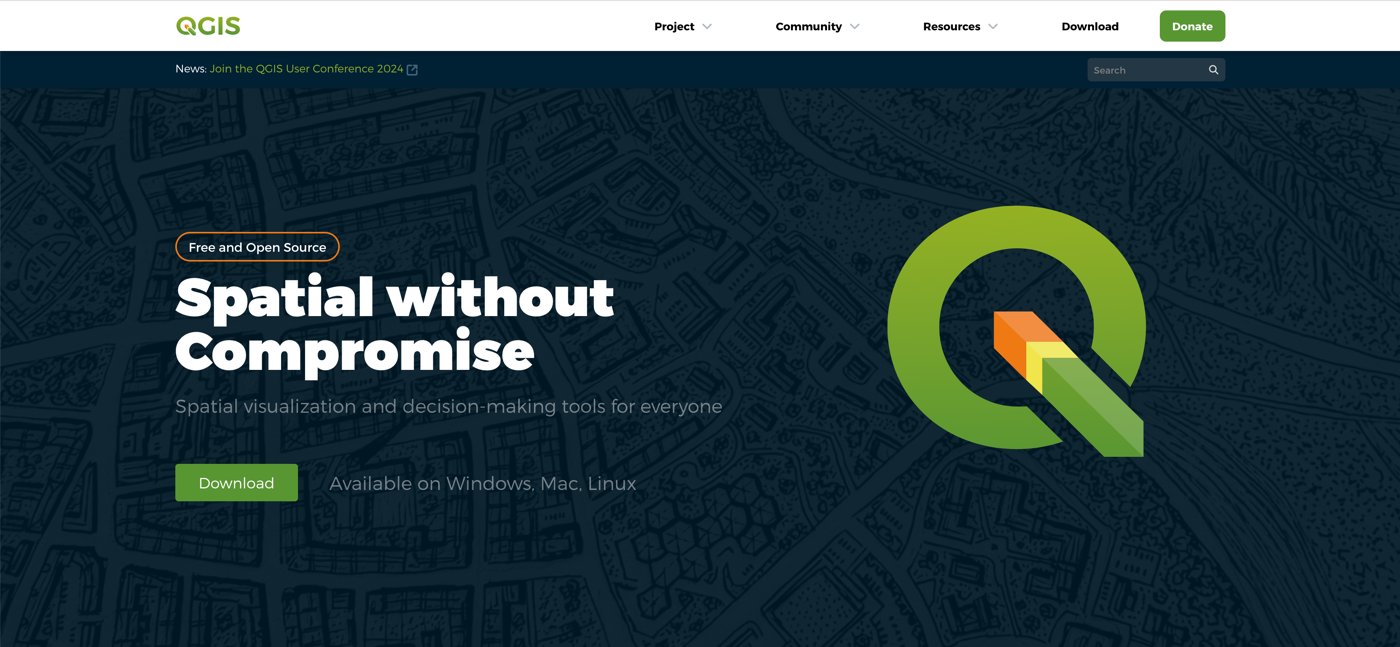 QGIS
Project
Community
Resources
Download
Donate
News: Join the QGIS User Conference 2024
Search
Free and Open Source
Spatial without
Compromise
Spatial visualization and decision-making tools for everyone
Download
Available on Windows, Mac, Linux